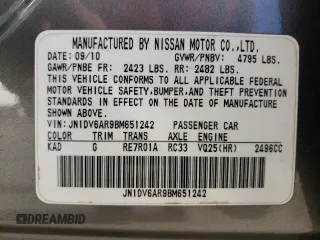 MANUFACTURED BY NISSAN MOTOR CO.,LTD.
DATE: 09/10 GVWR/PNBV: 4795 LBS.
GAWR/PNBE FR: 2423 LBS. RR: 2482 LBS.
THIS VEHICLE CONFORMS TO ALL APPLICABLE FEDERAL
MOTOR VEHICLE SAFETY,BUMPER,AND THEFT PREVENTION
STANDARDS IN EFFECT ON THE DATE OF MANUFACTURE
SHOWN ABOVE.
VIN:JN1DV6AR9BM651242 PASSENGER CAR
COLOR TRIM TRANS AXLE ENGINE
KAD G RE7R01A RC33 VQ25(HR) 2496CC
JN1DV6AR9BM651242
DREAMBID